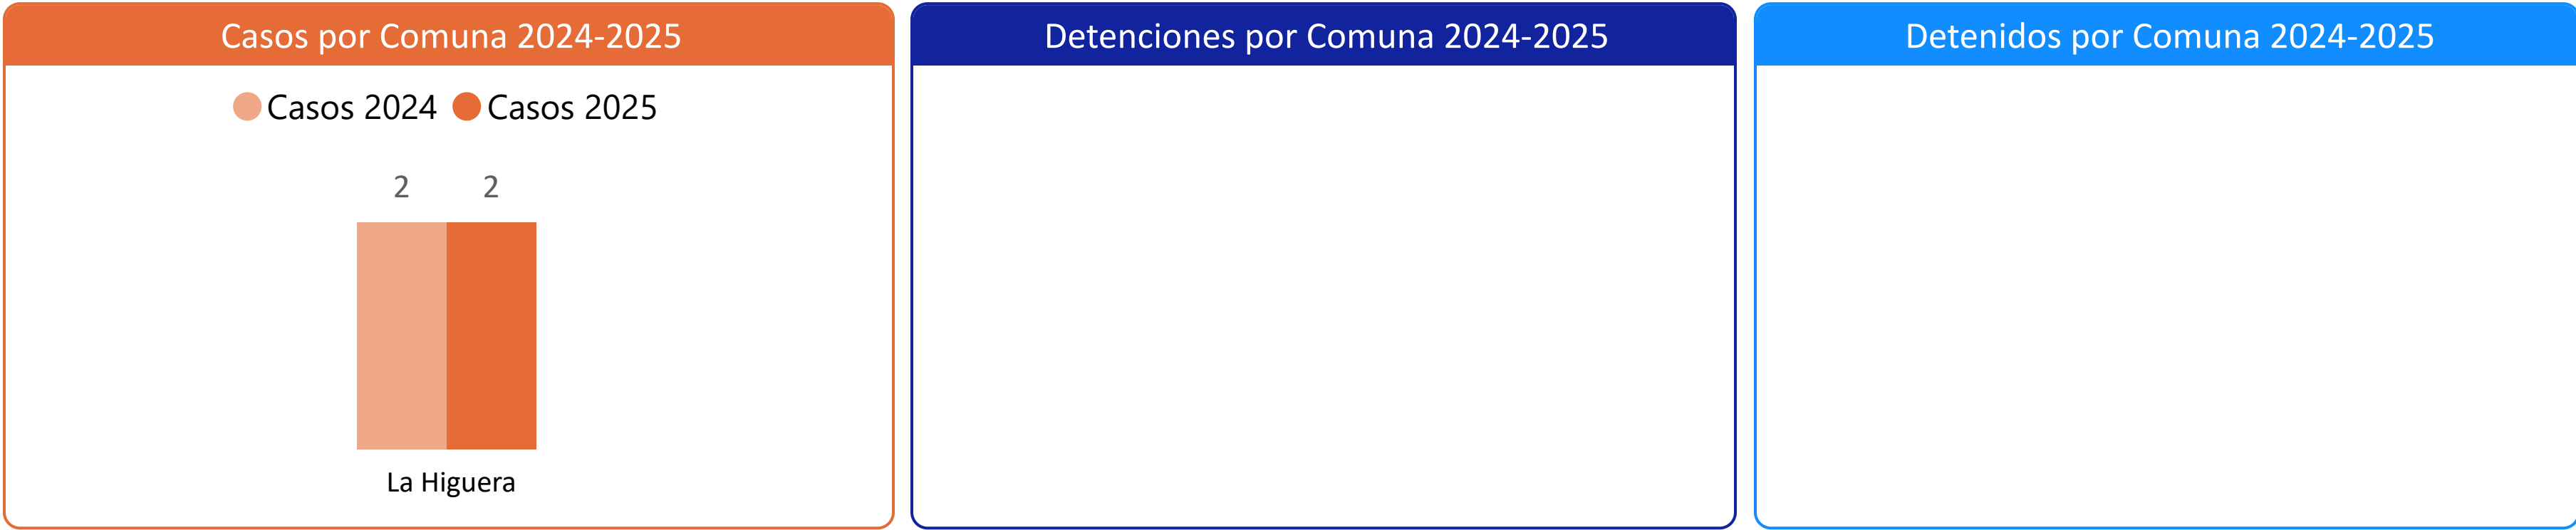 Casos por Comuna 2024-2025
Casos 2024 Casos 2025
2 2
La Higuera
Detenciones por Comuna 2024-2025
Detenidos por Comuna 2024-2025